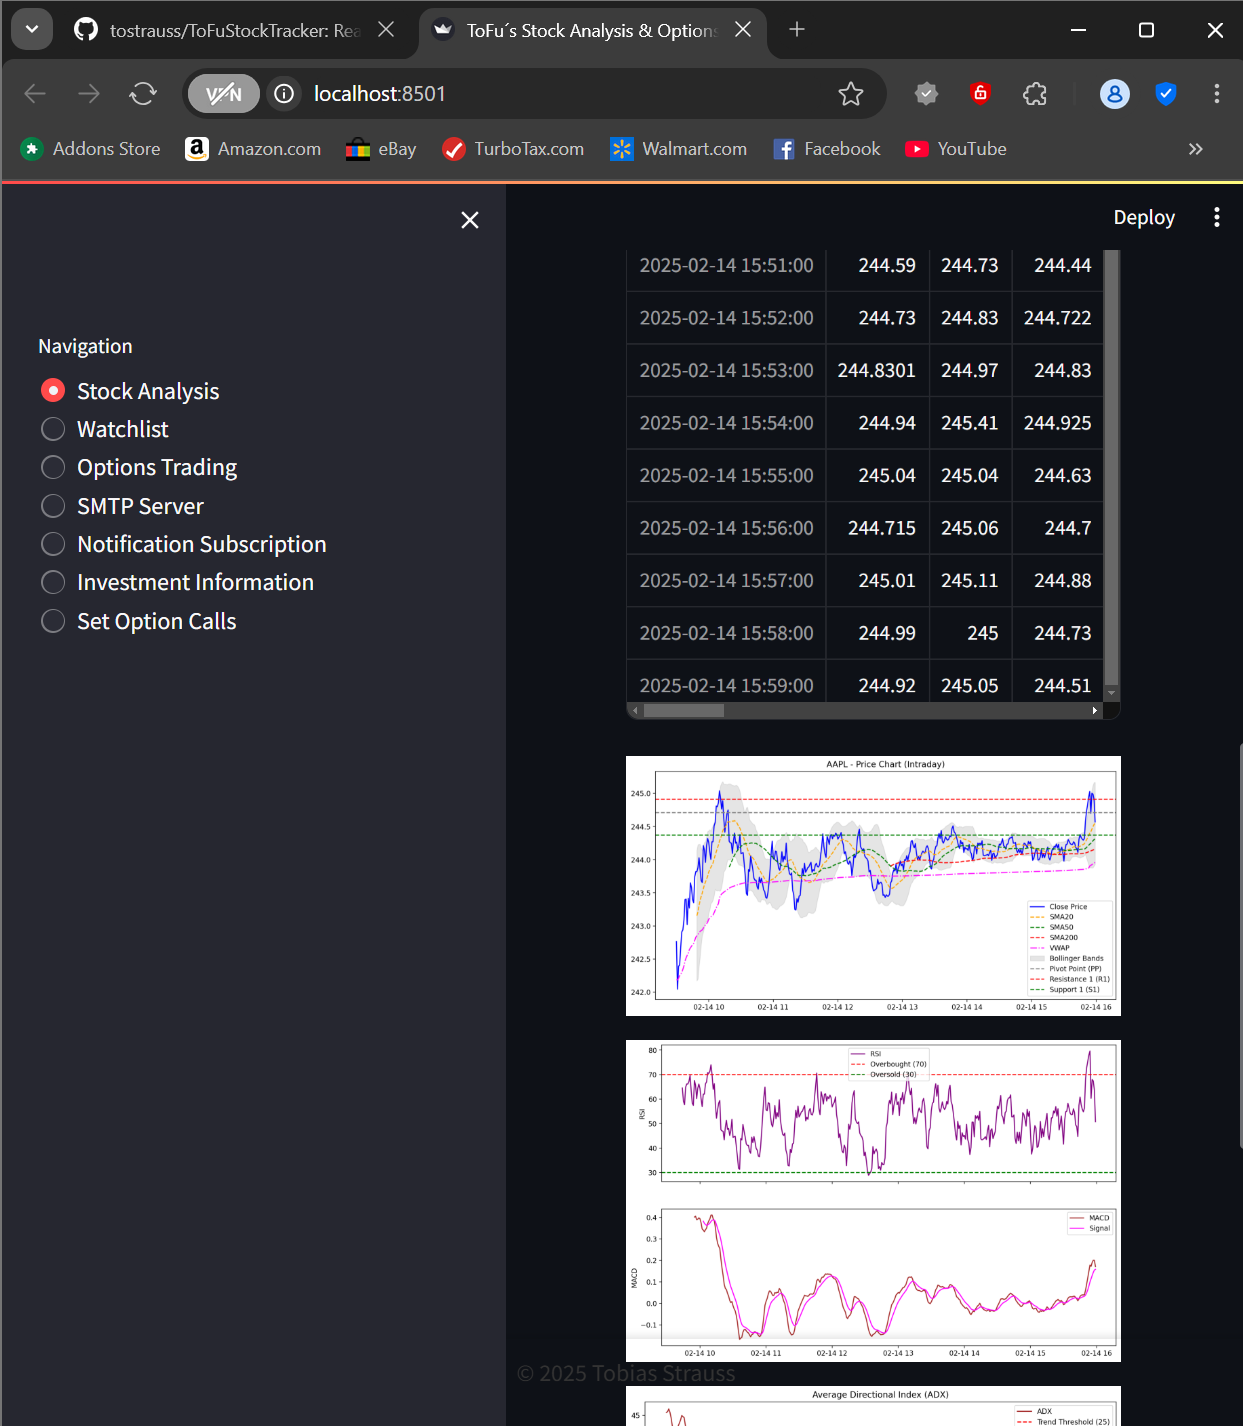 tostrauss/ToFuStockTracker: Rea
ToFu´s Stock Analysis & Options
VPN
localhost:8501
Addons Store
Amazon.com
eBay
TurboTax.com
Walmart.com
Facebook
YouTube
Deploy
Navigation
Stock Analysis
Watchlist
Options Trading
SMTP Server
Notification Subscription
Investment Information
Set Option Calls
2025-02-14 15:51:00 244.59 244.73 244.44
2025-02-14 15:52:00 244.73 244.83 244.722
2025-02-14 15:53:00 244.8301 244.97 244.83
2025-02-14 15:54:00 244.94 245.41 244.925
2025-02-14 15:55:00 245.04 245.04 244.63
2025-02-14 15:56:00 244.715 245.06 244.7
2025-02-14 15:57:00 245.01 245.11 244.88
2025-02-14 15:58:00 244.99 245 244.73
2025-02-14 15:59:00 244.92 245.05 244.51
AAPL - Price Chart (Intraday)
245.0
244.5
244.0
243.5
243.0
242.5
242.0
Close Price
SMA20
SMA50
SMA200
VWAP
Bollinger Bands
Pivot Point (PP)
Resistance 1 (R1)
Support 1 (S1)
02-14 10 02-14 11 02-14 12 02-14 13 02-14 14 02-14 15 02-14 16
80
70
60
50
40
30
RSI
RSI
Overbought (70)
Oversold (30)
0.4
0.3
0.2
0.1
0.0
−0.1
MACD
MACD
Signal
02-14 10 02-14 11 02-14 12 02-14 13 02-14 14 02-14 15 02-14 16
© 2025 Tobias Strauss
Average Directional Index (ADX)
45
ADX
Trend Threshold (25)